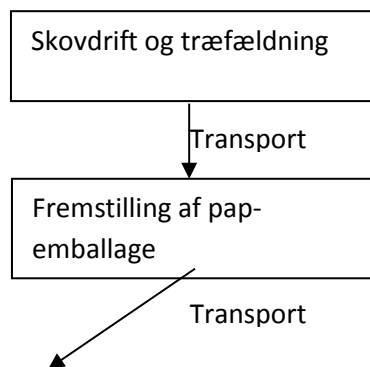 Skovdrift og træfældning
Transport
Fremstilling af pap-
emballage
Transport